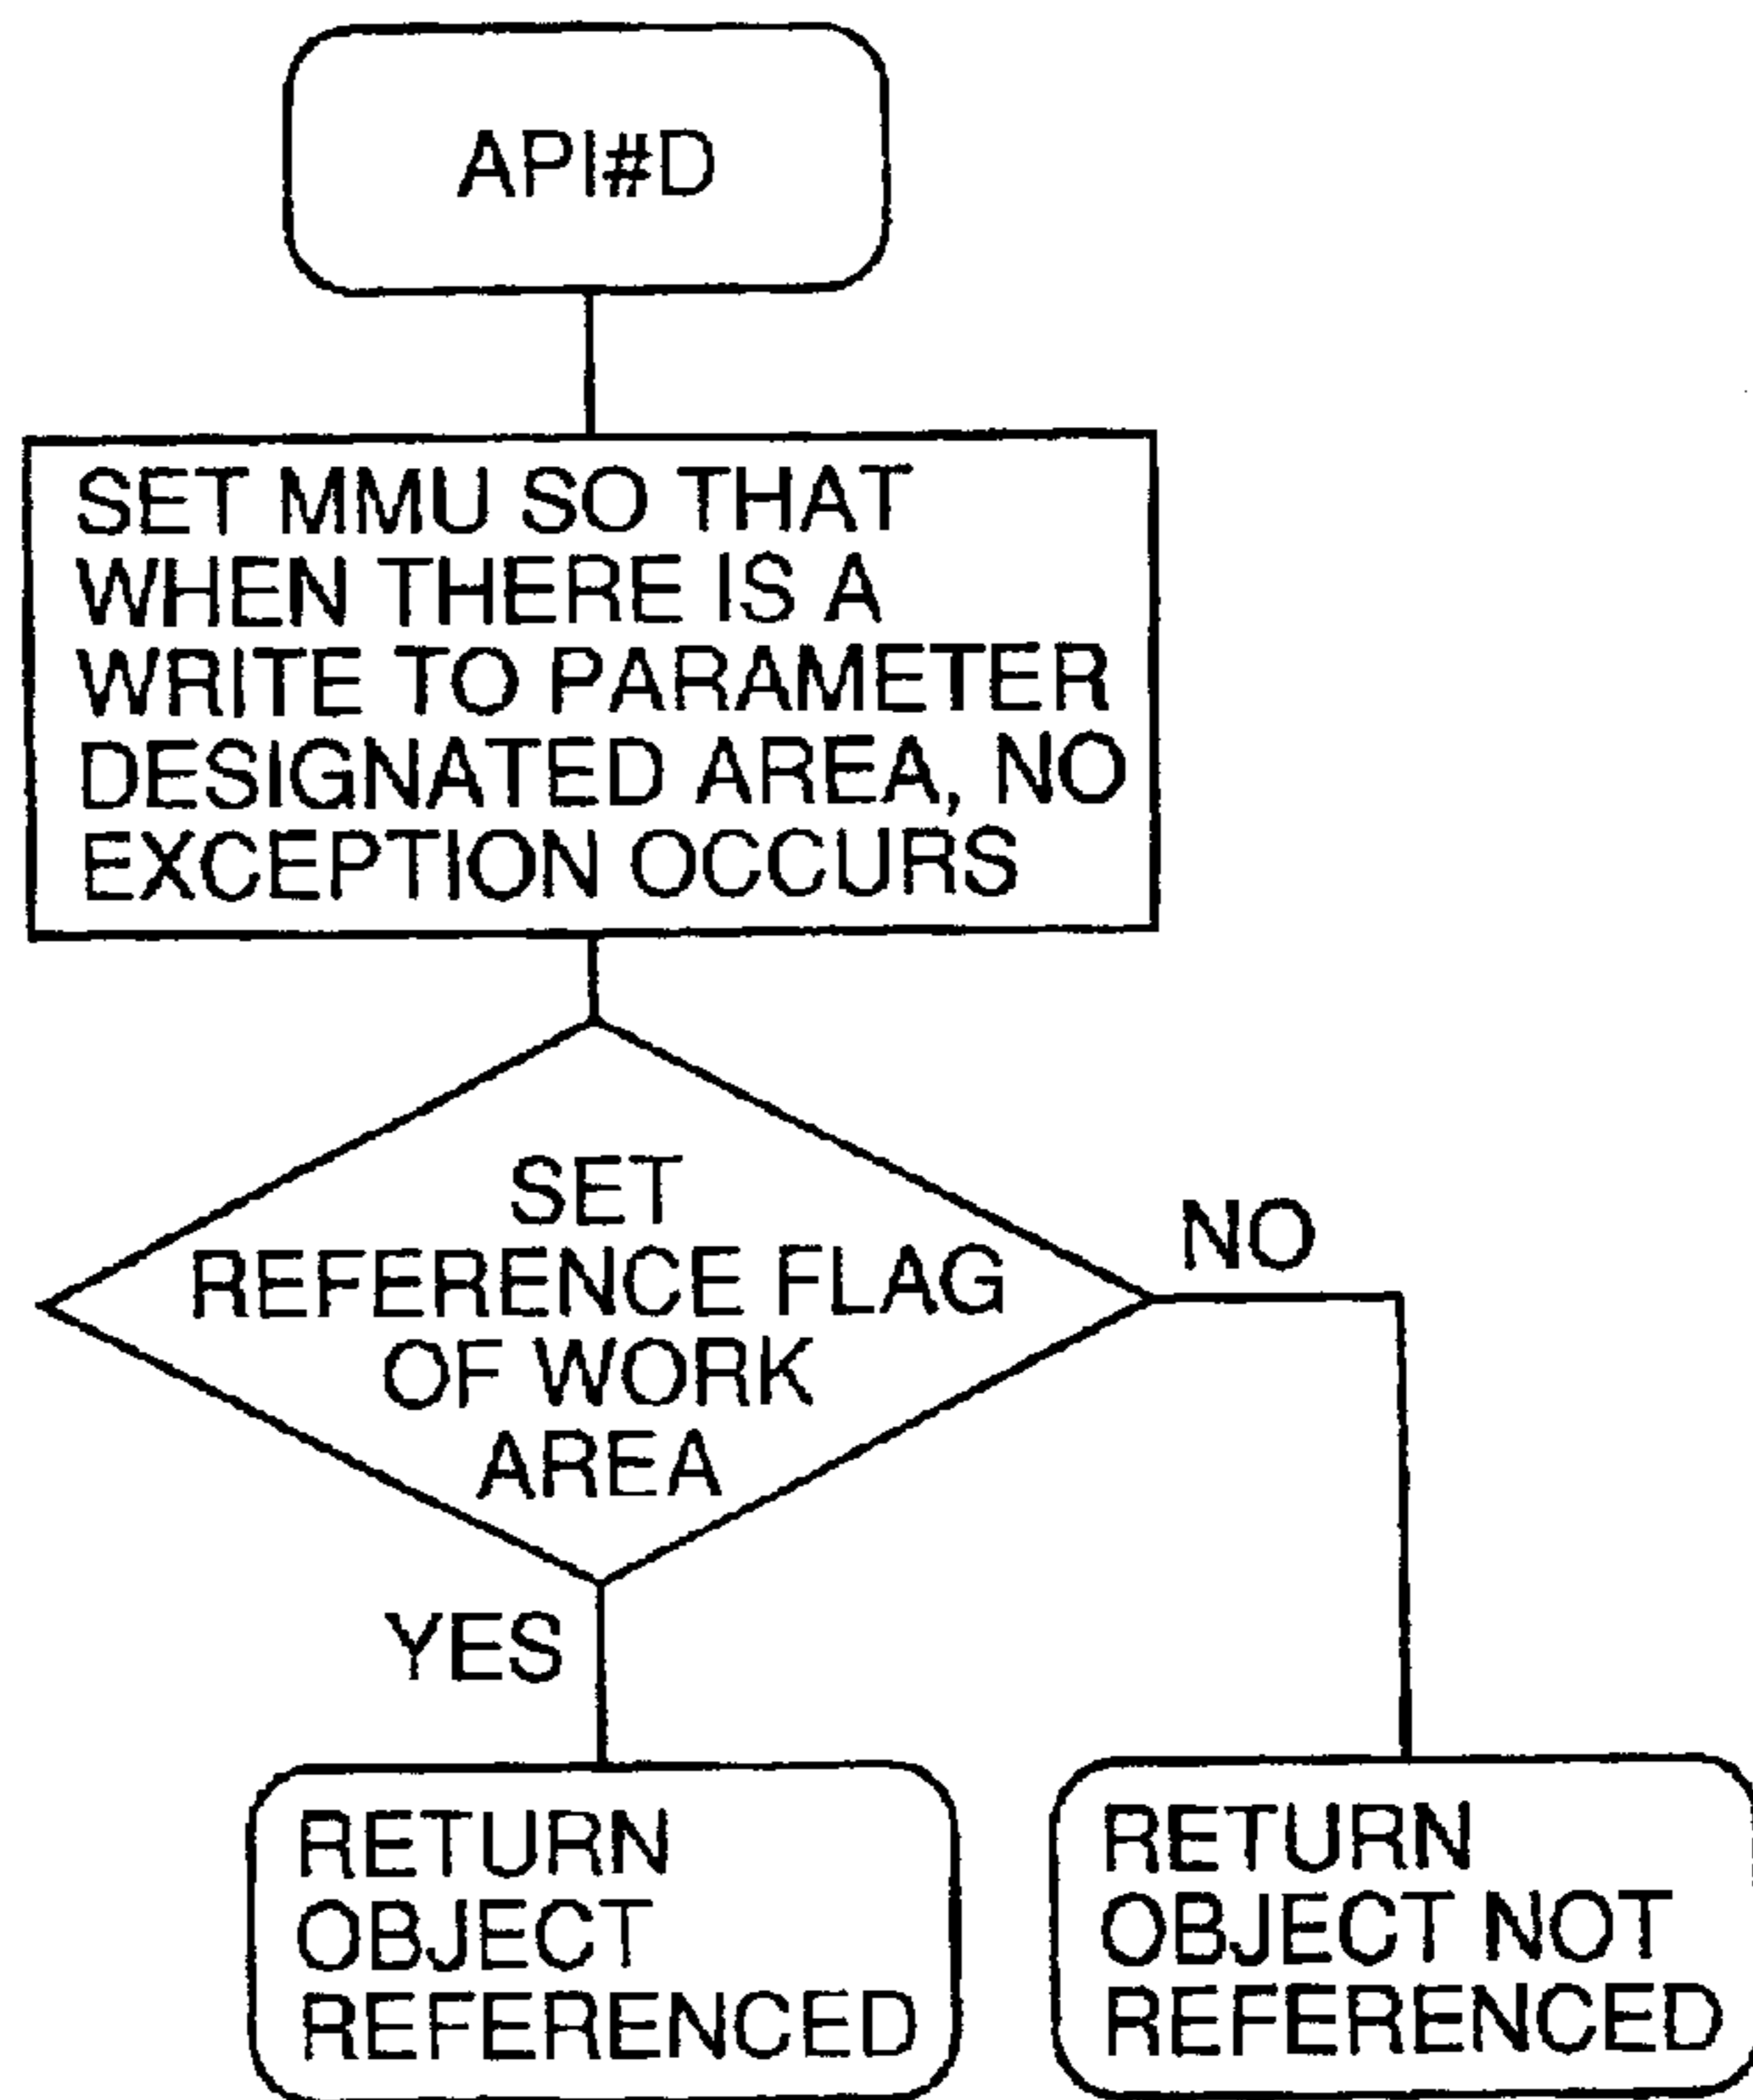 API#D
SET MMU SO THAT
WHEN THERE IS A
WRITE TO PARAMETER
DESIGNATED AREA, NO
EXCEPTION OCCURS
SET
REFERENCE FLAG
OF WORK
AREA
NO
YES
RETURN
OBJECT
REFERENCED
RETURN
OBJECT NOT
REFERENCED